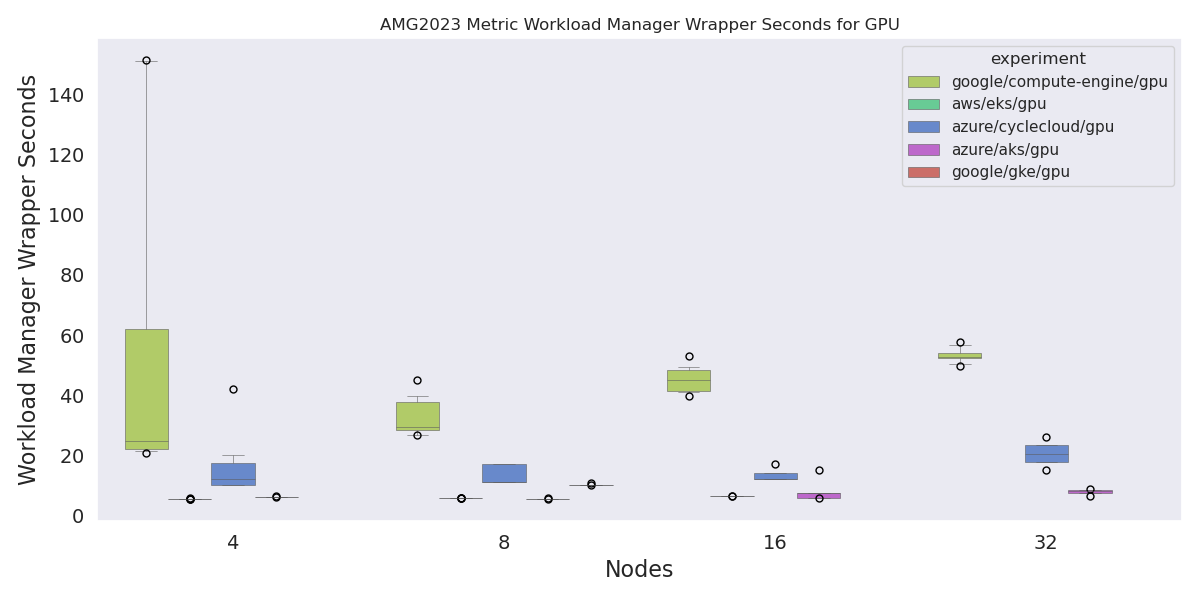 AMG2023 Metric Workload Manager Wrapper Seconds for GPU
Workload Manager Wrapper Seconds
140
120
100
80
60
40
20
0
4
8
16
32
Nodes
experiment
google/compute-engine/gpu
aws/eks/gpu
azure/cyclecloud/gpu
azure/aks/gpu
google/gke/gpu